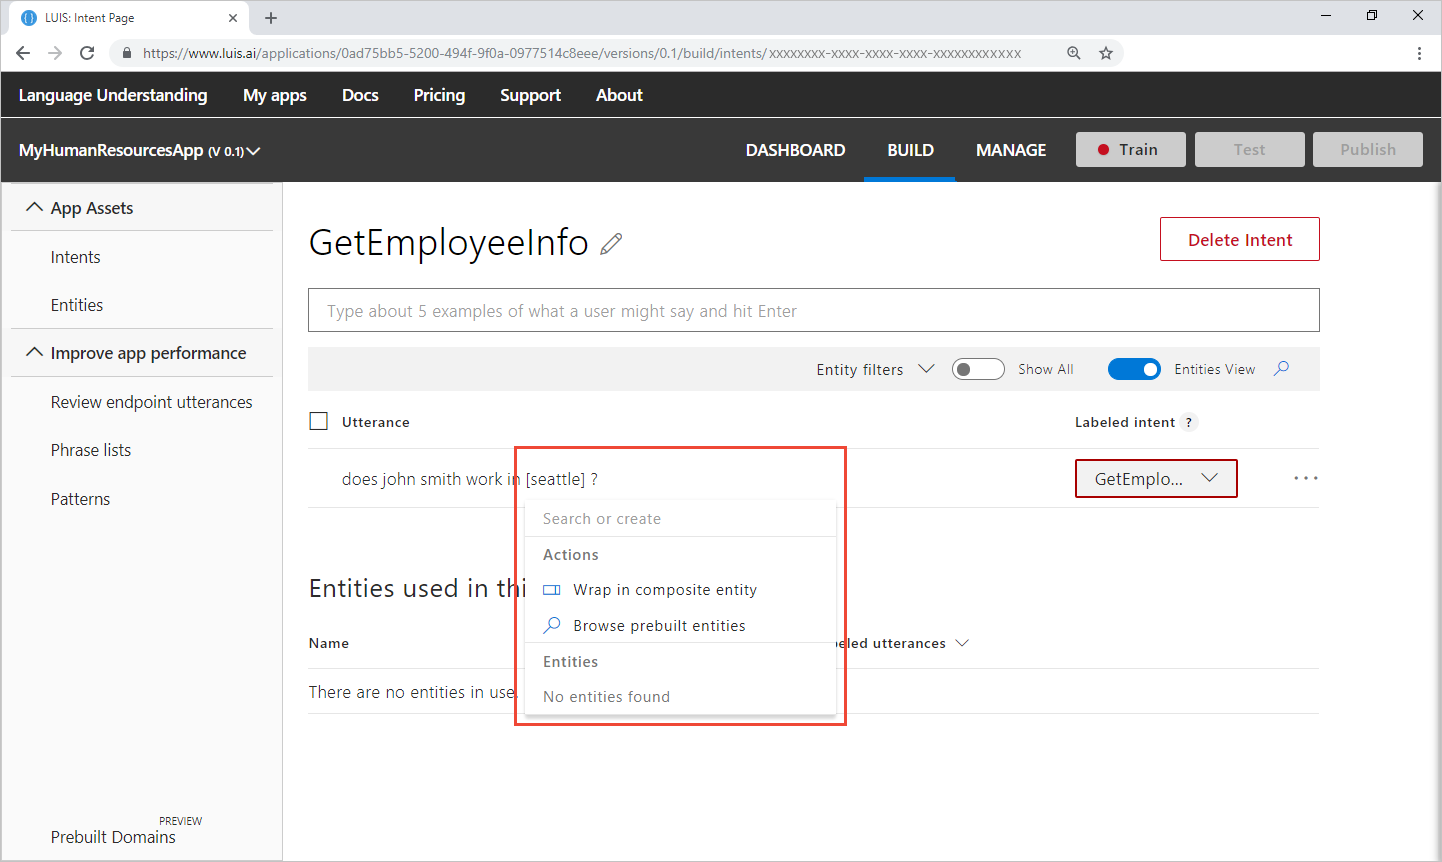 LUIS: Intent Page
https://www.luis.ai/applications/0ad75bb5-5200-494f-9f0a-0977514c8eee/versions/0.1/build/intents/xxxxxxxx-xxxx-xxxx-xxxx-xxxxxxxxxxxx
Language Understanding My apps Docs Pricing Support About
MyHumanResourcesApp (V 0.1) DASHBOARD BUILD MANAGE Train Test Publish
App Assets
Intents
Entities
Improve app performance
Review endpoint utterances
Phrase lists
Patterns
PREVIEW
Prebuilt Domains
GetEmployeeInfo
Delete Intent
Type about 5 examples of what a user might say and hit Enter
Entity filters Show All Entities View
Utterance Labeled intent ?
does john smith work in [seattle] ? GetEmplo... ...
Search or create
Actions
Wrap in composite entity
Browse prebuilt entities
Entities
No entities found
Entities used in thi
Name beled utterances
There are no entities in use.